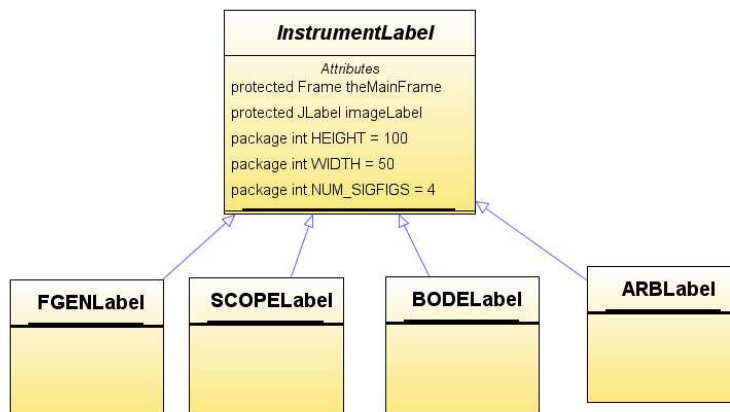 InstrumentLabel
Attributes
protected Frame theMainFrame
protected JLabel imageLabel
package int HEIGHT = 100
package int WIDTH = 50
package int NUM_SIGFIGS = 4
FGENLabel
SCOPELabel
BODELabel
ARBLabel